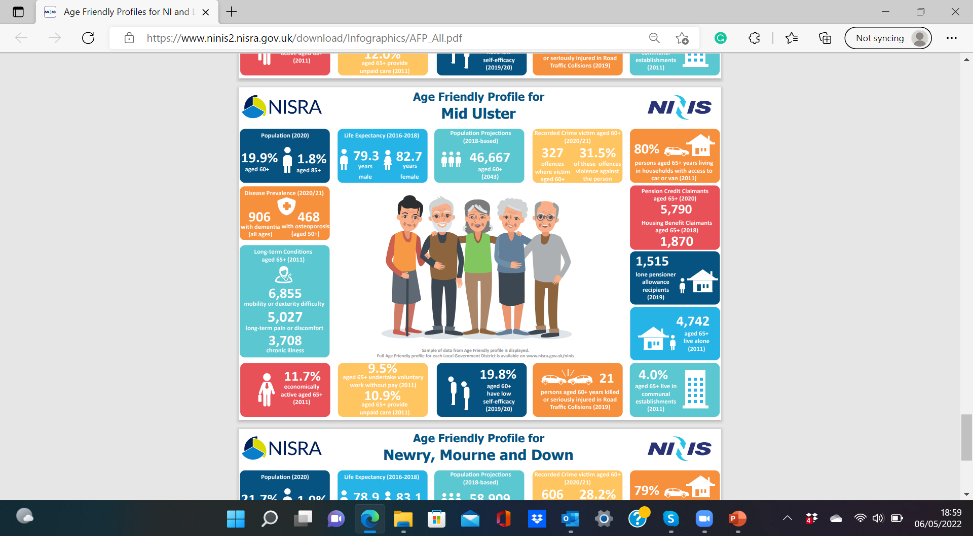 Age Friendly Profiles for NI and L
https://www.ninis2.nisra.gov.uk/download/Infographics/AFP_All.pdf
Not syncing
(2011)
12.0%
aged 65+ provide
unpaid care (2011)
self-efficacy
(2019/20)
or seriously injured in Road
Traffic Collisions (2019)
establishments
(2011)
NISRA
Age Friendly Profile for
Mid Ulster
NINIS
Population (2020)
19.9%
aged 60+
1.8%
aged 85+
Life Expectancy (2016-2018)
79.3
years
male
82.7
years
female
Population Projections
(2018-based)
46,667
aged 60+
(2043)
Recorded Crime victim aged 60+
(2020/21)
327
offences
where victim
aged 60+
31.5%
of these offences
violence against
the person
80%
persons aged 65+ years living
in households with access to
car or van (2011)
Disease Prevalence (2020/21)
906
with dementia
(all ages)
468
with osteoporosis
(aged 50+)
Pension Credit Claimants
aged 65+ (2020)
5,790
Housing Benefit Claimants
aged 65+ (2018)
1,870
Long-term Conditions
aged 65+ (2011)
6,855
mobility or dexterity difficulty
5,027
long-term pain or discomfort
3,708
chronic illness
1,515
lone pensioner
allowance
recipients
(2019)
4,742
aged 65+
live alone
(2011)
Sample of data from Age Friendly profile is displayed.
Full Age Friendly profile for each Local Government District is available on www.nisra.gov.uk/ninis
11.7%
economically
active aged 65+
(2011)
9.5%
aged 65+ undertake voluntary
work without pay (2011)
10.9%
aged 65+ provide
unpaid care (2011)
19.8%
aged 60+
have low
self-efficacy
(2019/20)
21
persons aged 60+ years killed
or seriously injured in Road
Traffic Collisions (2019)
4.0%
aged 65+ live in
communal
establishments
(2011)
NISRA
Age Friendly Profile for
Newry, Mourne and Down
NINIS
Population (2020)
21.7%
1.9%
Life Expectancy (2016-2018)
78.9
83.1
Population Projections
(2018-based)
58,909
Recorded Crime victim aged 60+
(2020/21)
606
28.2%
79%
persons aged 65+ years living
18:59
06/05/2022